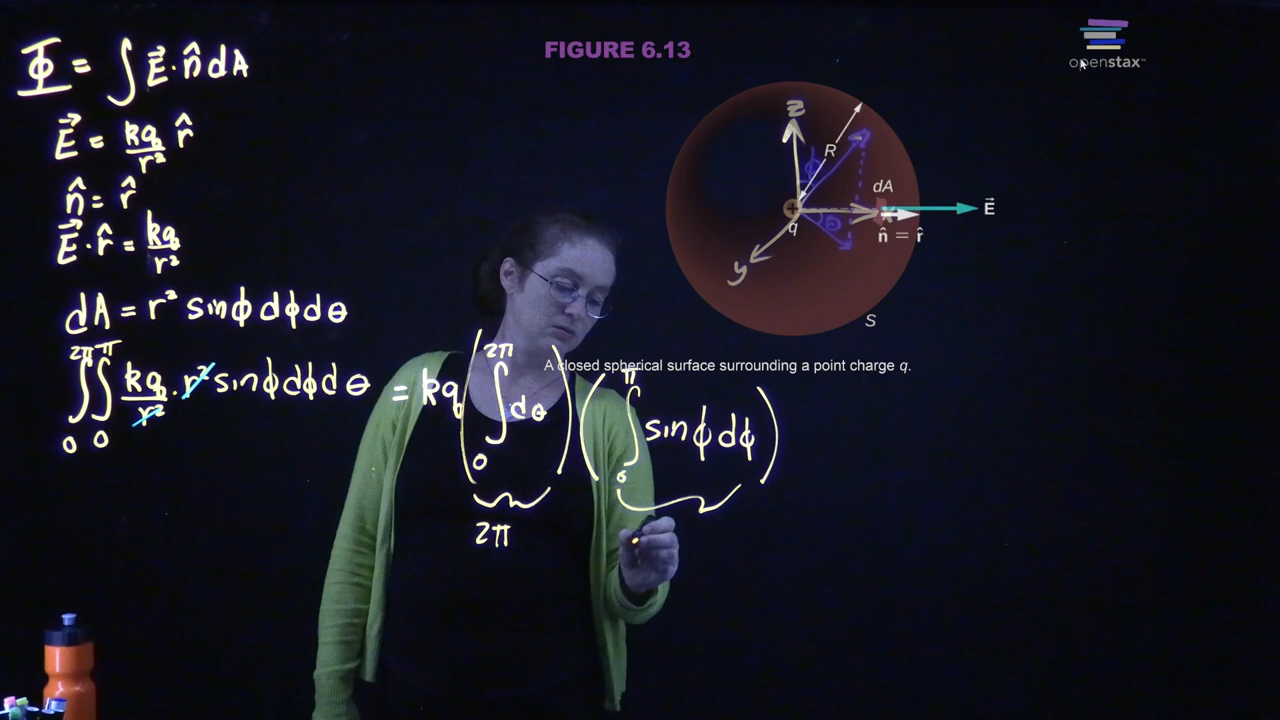 Φ = ∫ E⃗ · n̂ dA
E⃗ = kq/r² r̂
n̂ = r̂
E⃗ · r̂ = kq/r²
dA = r² sinϕ dϕ dθ
∫₀^2π ∫₀^π kq/r² · r² sinϕ dϕ dθ = kq (∫₀^2π dθ) (∫₀^π sinϕ dϕ)
2π
FIGURE 6.13
openstax™
z
R
ϕ
dA
E⃗
+
q
θ
n̂ = r̂
y
S
A closed spherical surface surrounding a point charge q.